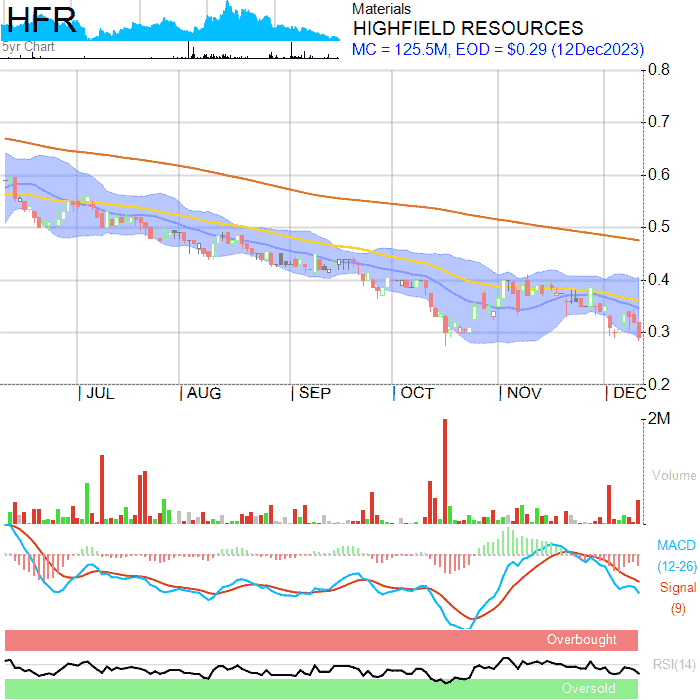 HFR
5yr Chart
Materials
HIGHFIELD RESOURCES
MC = 125.5M, EOD = $0.29 (12Dec2023)
0.8
0.7
0.6
0.5
0.4
0.3
0.2
JUL AUG SEP OCT NOV DEC
2M
Volume
MACD
(12-26)
Signal
(9)
Overbought
RSI(14)
Oversold